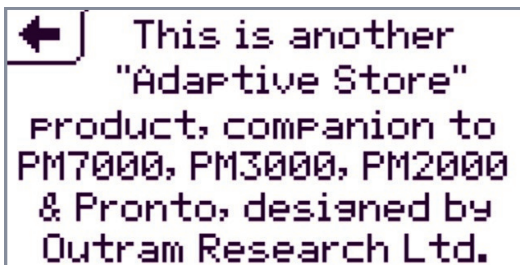 This is another
"Adaptive Store"
product, companion to
PM7000, PM3000, PM2000
& Pronto, designed by
Outram Research Ltd.